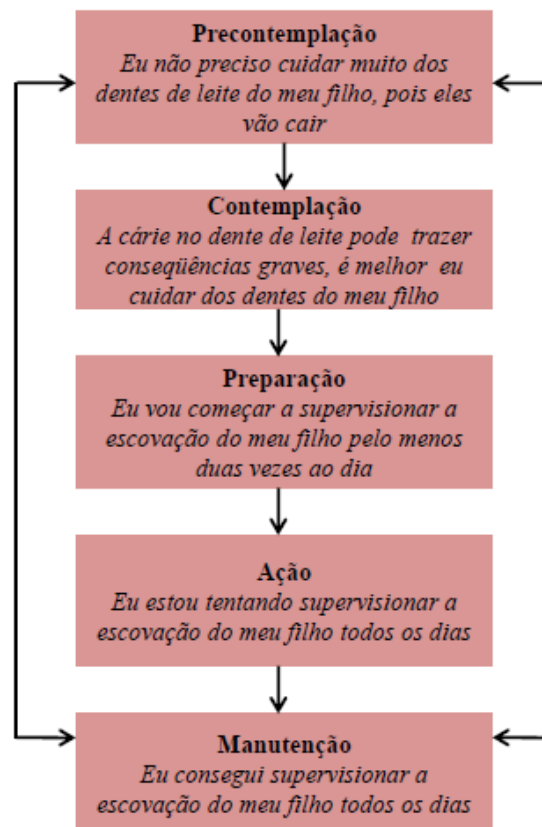 Precontemplação
Eu não preciso cuidar muito dos
dentes de leite do meu filho, pois eles
vão cair
Contemplação
A cárie no dente de leite pode trazer
conseqüências graves, é melhor eu
cuidar dos dentes do meu filho
Preparação
Eu vou começar a supervisionar a
escovação do meu filho pelo menos
duas vezes ao dia
Ação
Eu estou tentando supervisionar a
escovação do meu filho todos os dias
Manutenção
Eu consegui supervisionar a
escovação do meu filho todos os dias